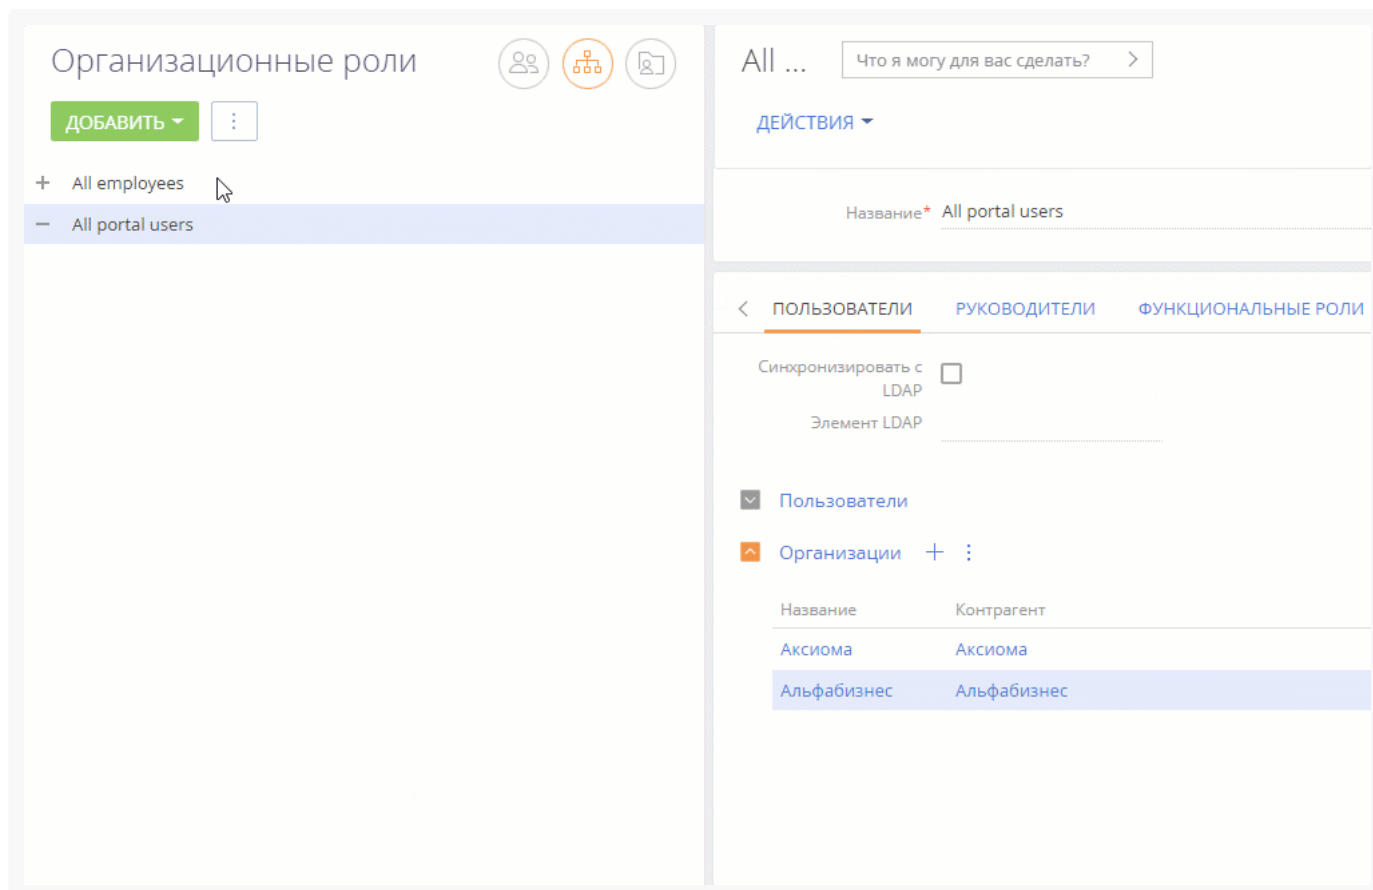 Организационные роли
ДОБАВИТЬ
All employees
All portal users
All ...
Что я могу для вас сделать?
ДЕЙСТВИЯ
Название* All portal users
ПОЛЬЗОВАТЕЛИ РУКОВОДИТЕЛИ ФУНКЦИОНАЛЬНЫЕ РОЛИ
Синхронизировать с
LDAP
Элемент LDAP
Пользователи
Организации
Название Контрагент
Аксиома Аксиома
Альфабизнес Альфабизнес